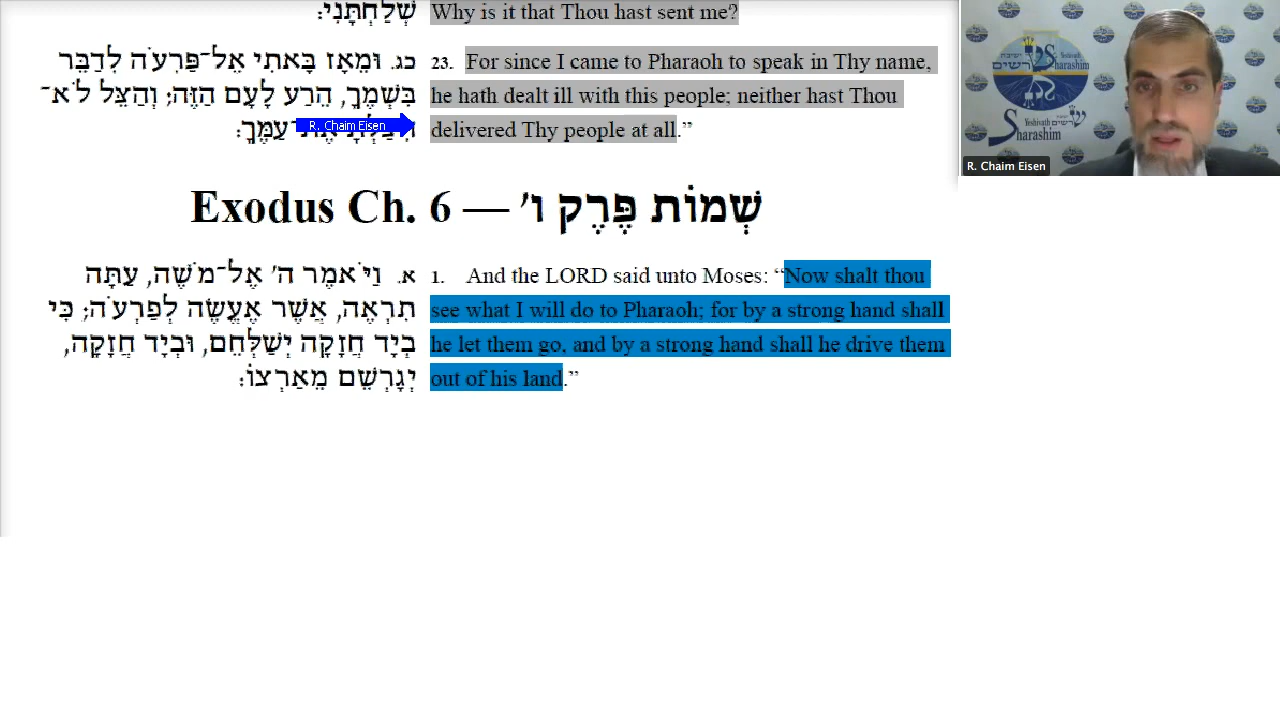 שְׁלַחְתָּנִי:
Why is it that Thou hast sent me?
כג. וּמֵאָז בָּאתִי אֶל־פַּרְעֹה לְדַבֵּר
בִּשְׁמֶךָ, הֵרַע לָעָם הַזֶּה; וְהַצֵּל לֹא־
אֶת־עַמֶּךָ:
23. For since I came to Pharaoh to speak in Thy name,
he hath dealt ill with this people; neither hast Thou
delivered Thy people at all.”
R. Chaim Eisen
Exodus Ch. 6 — שְׁמוֹת פֶּרֶק ו׳
א. וַיֹּאמֶר ה׳ אֶל־מֹשֶׁה, עַתָּה
תִרְאֶה, אֲשֶׁר אֶעֱשֶׂה לְפַרְעֹה; כִּי
בְיָד חֲזָקָה יְשַׁלְּחֵם, וּבְיָד חֲזָקָה,
יְגָרְשֵׁם מֵאַרְצוֹ:
1. And the LORD said unto Moses: “Now shalt thou
see what I will do to Pharaoh; for by a strong hand shall
he let them go, and by a strong hand shall he drive them
out of his land.”
שרשים
Sharashim
Yeshivath
Sharashim
R. Chaim Eisen